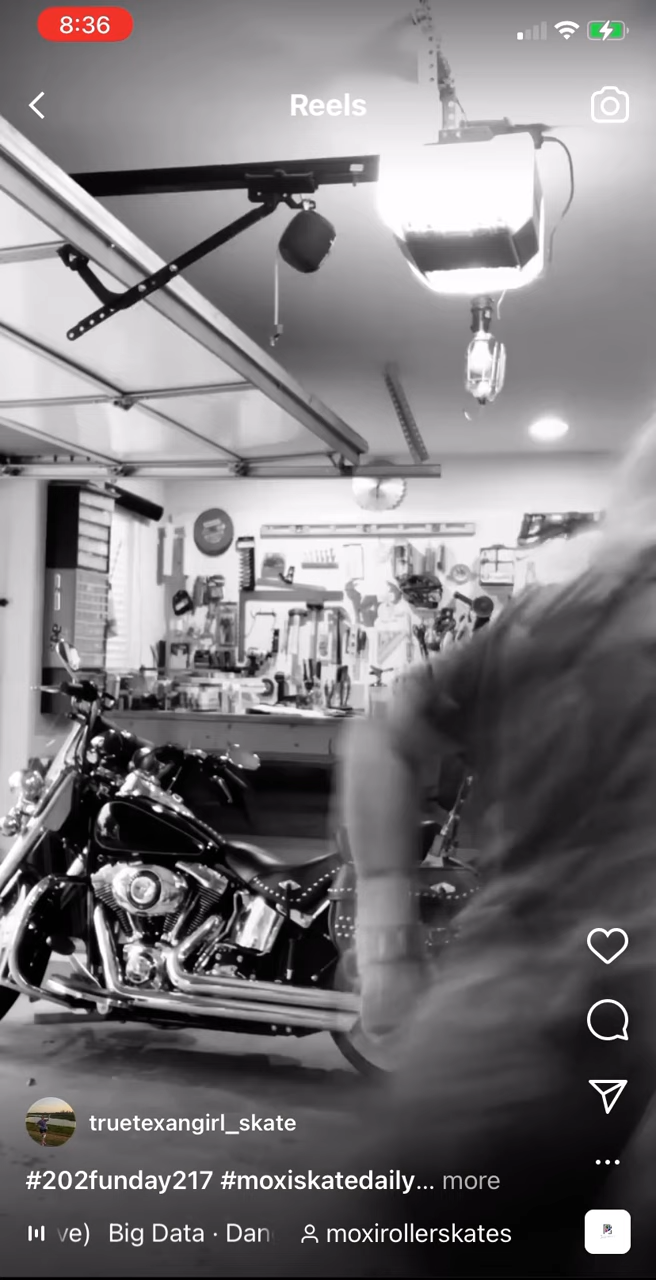 8:36
Reels
truetexangirl_skate
#202funday217 #moxiskatedaily... more
ve) Big Data · Dan moxirollerskates